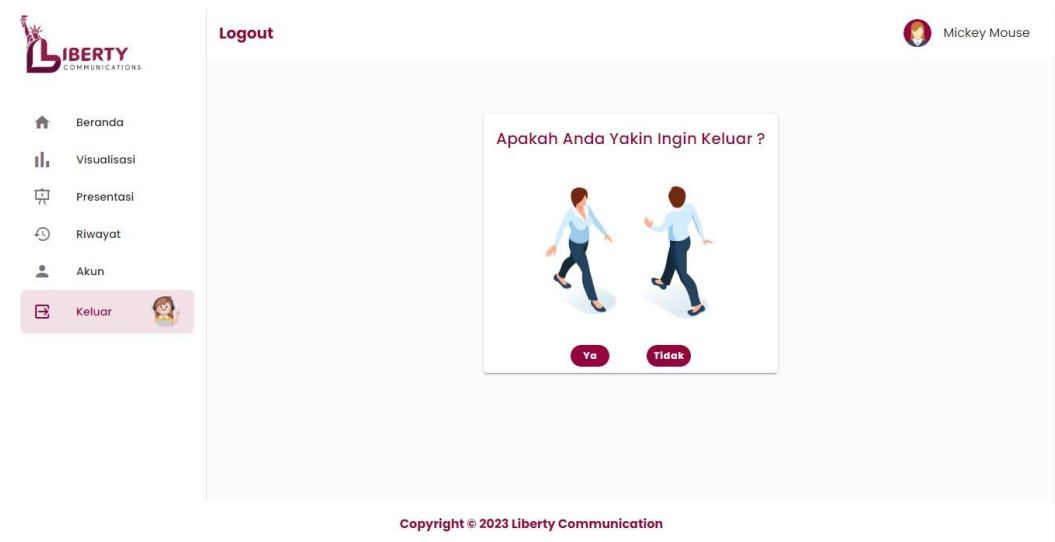 LIBERTY
COMMUNICATIONS
Logout
Mickey Mouse
Beranda
Visualisasi
Presentasi
Riwayat
Akun
Keluar
Apakah Anda Yakin Ingin Keluar ?
Ya
Tidak
Copyright © 2023 Liberty Communication